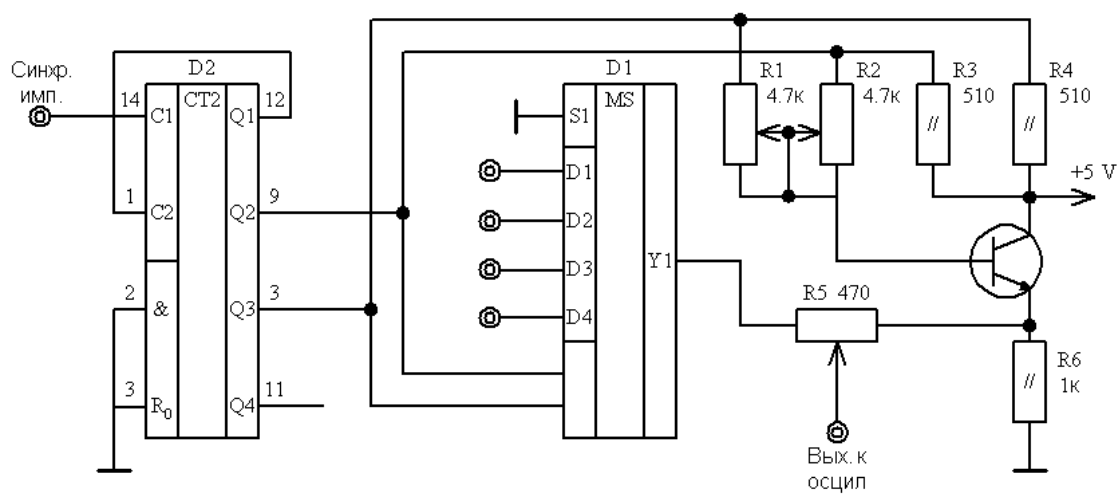 Синхр.
имп.
D2
CT2
14
C1
Q1
12
1
C2
Q2
9
2
&
Q3
3
3
R0
Q4
11
D1
MS
S1
D1
D2
D3
D4
Y1
R1
4.7к
R2
4.7к
R3
510
R4
510
+5 V
R5 470
R6
1к
Вых. к
осцил